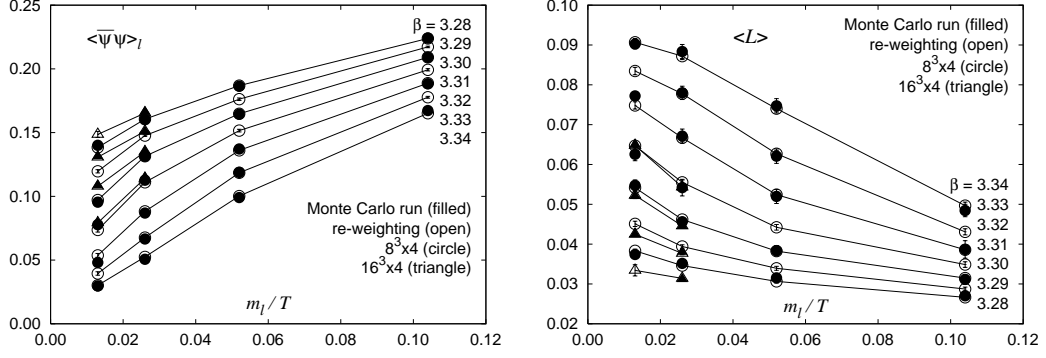 0.25
0.20
0.15
0.10
0.05
0.00
<ψ̅ψ>l
β = 3.28
3.29
3.30
3.31
3.32
3.33
3.34
Monte Carlo run (filled)
re-weighting (open)
8³x4 (circle)
16³x4 (triangle)
ml / T
0.00 0.02 0.04 0.06 0.08 0.10 0.12
0.10
0.09
0.08
0.07
0.06
0.05
0.04
0.03
0.02
<L>
Monte Carlo run (filled)
re-weighting (open)
8³x4 (circle)
16³x4 (triangle)
β = 3.34
3.33
3.32
3.31
3.30
3.29
3.28
ml / T
0.00 0.02 0.04 0.06 0.08 0.10 0.12